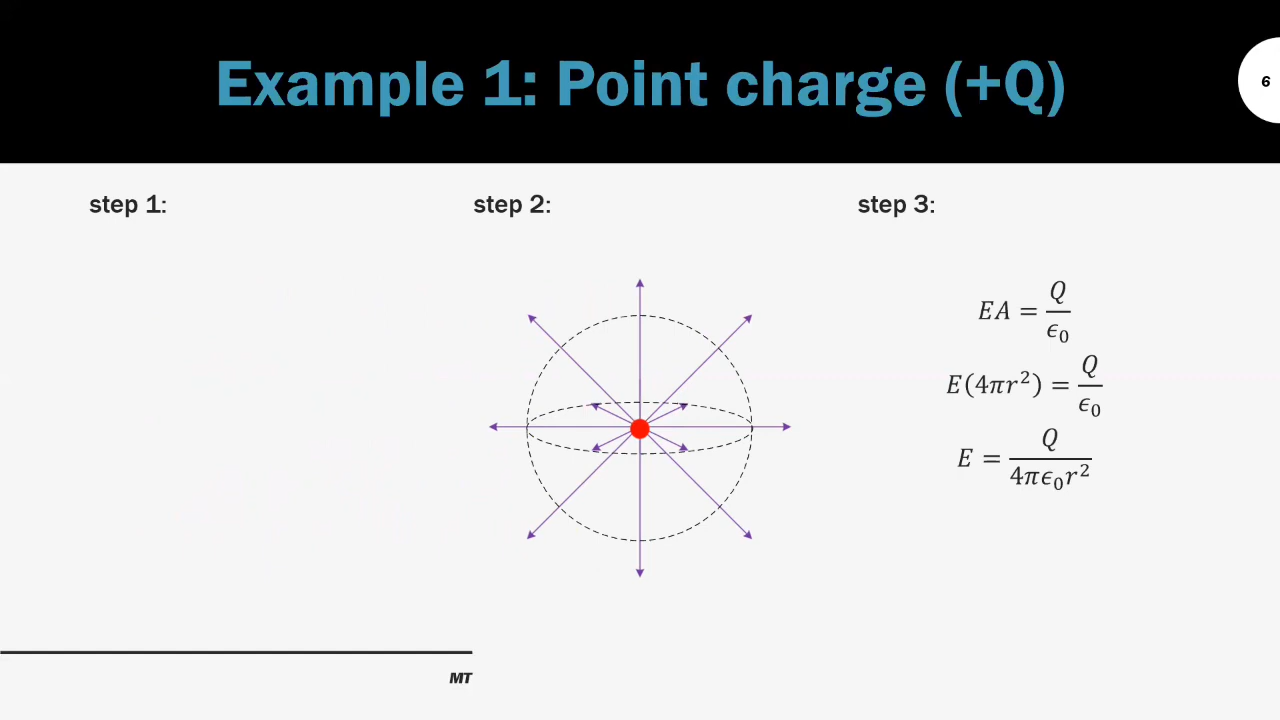 Example 1: Point charge (+Q)
6
step 1:
step 2:
step 3:
EA = Q/ϵ₀
E(4πr²) = Q/ϵ₀
E = Q/4πϵ₀r²
MT